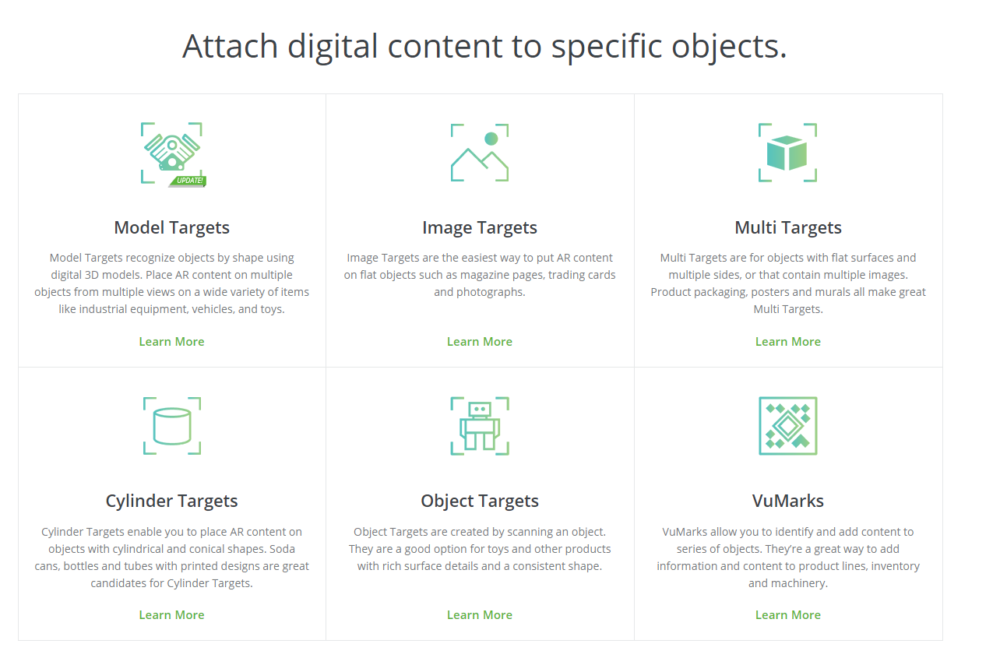 Attach digital content to specific objects.
UPDATE!
Model Targets
Model Targets recognize objects by shape using
digital 3D models. Place AR content on multiple
objects from multiple views on a wide variety of items
like industrial equipment, vehicles, and toys.
Learn More
Image Targets
Image Targets are the easiest way to put AR content
on flat objects such as magazine pages, trading cards
and photographs.
Learn More
Multi Targets
Multi Targets are for objects with flat surfaces and
multiple sides, or that contain multiple images.
Product packaging, posters and murals all make great
Multi Targets.
Learn More
Cylinder Targets
Cylinder Targets enable you to place AR content on
objects with cylindrical and conical shapes. Soda
cans, bottles and tubes with printed designs are great
candidates for Cylinder Targets.
Learn More
Object Targets
Object Targets are created by scanning an object.
They are a good option for toys and other products
with rich surface details and a consistent shape.
Learn More
VuMarks
VuMarks allow you to identify and add content to
series of objects. They’re a great way to add
information and content to product lines, inventory
and machinery.
Learn More